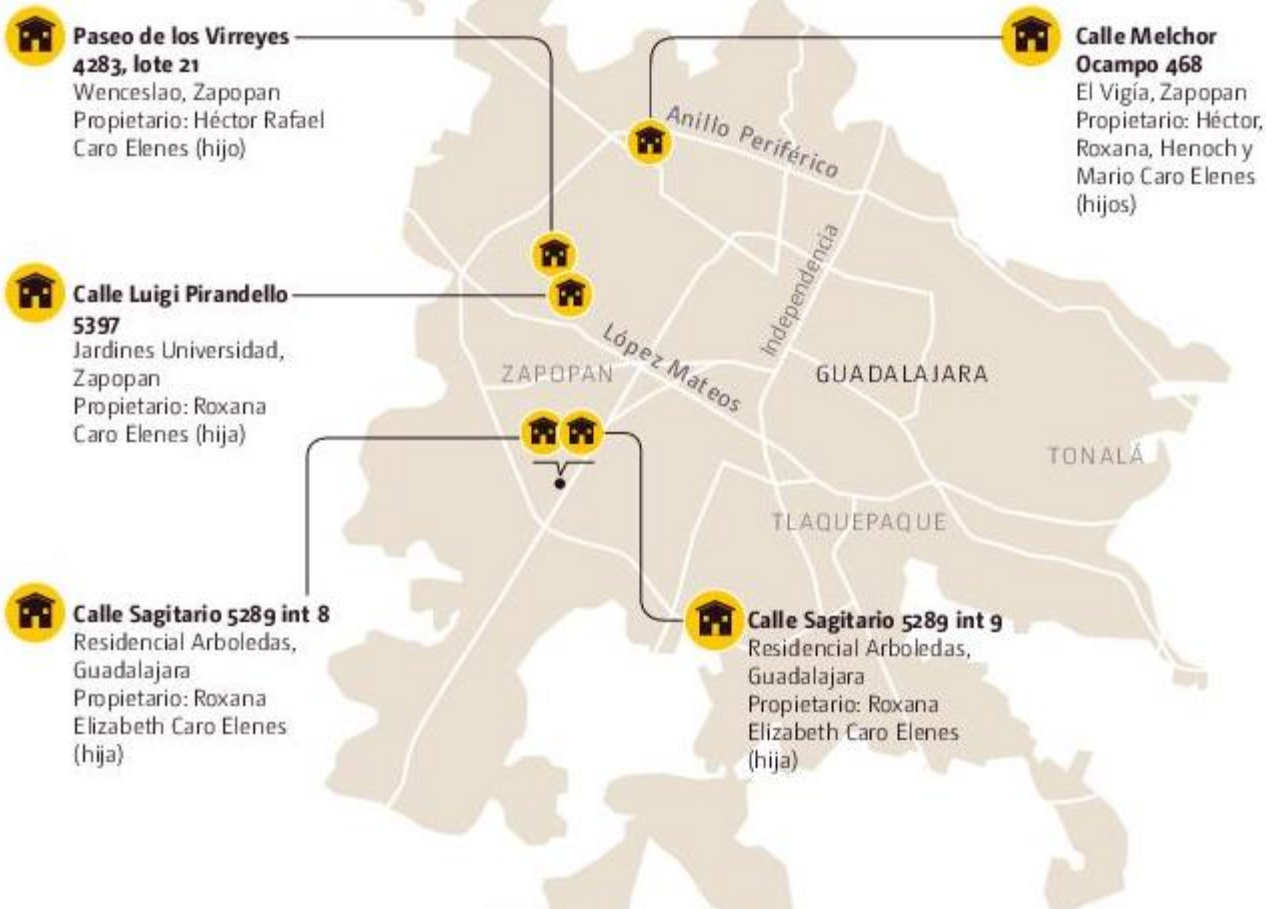 Paseo de los Virreyes
4283, lote 21
Wenceslao, Zapopan
Propietario: Héctor Rafael
Caro Elenes (hijo)
Calle Melchor
Ocampo 468
El Vigía, Zapopan
Propietario: Héctor,
Roxana, Henoch y
Mario Caro Elenes
(hijos)
Anillo Periférico
Independencia
Calle Luigi Pirandello
5397
Jardines Universidad,
Zapopan
Propietario: Roxana
Caro Elenes (hija)
López Mateos
ZAPOPAN
GUADALAJARA
TONALÁ
TLAQUEPAQUE
Calle Sagitario 5289 int 8
Residencial Arboledas,
Guadalajara
Propietario: Roxana
Elizabeth Caro Elenes
(hija)
Calle Sagitario 5289 int 9
Residencial Arboledas,
Guadalajara
Propietario: Roxana
Elizabeth Caro Elenes
(hija)